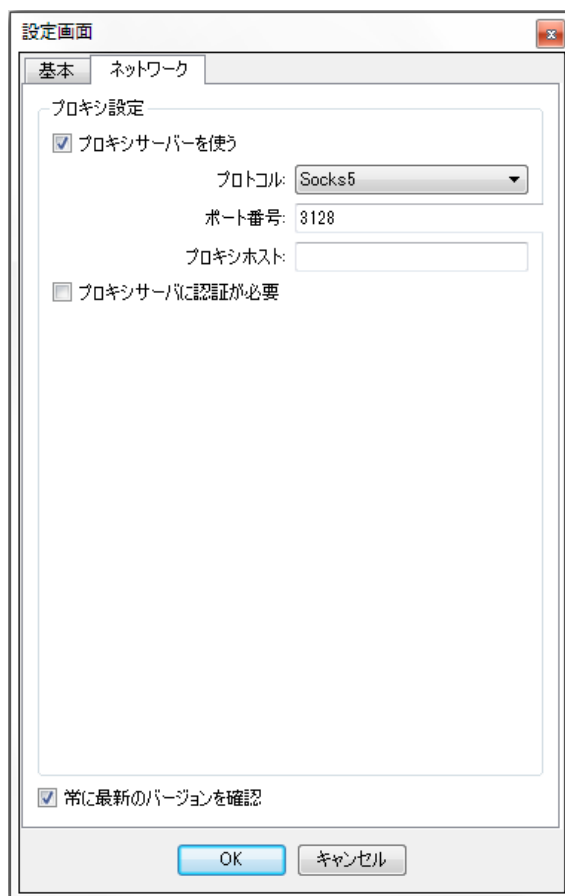 設定画面
基本 ネットワーク
プロキシ設定
プロキシサーバーを使う
プロトコル: Socks5
ポート番号: 3128
プロキシホスト:
プロキシサーバに認証が必要
常に最新のバージョンを確認
OK キャンセル